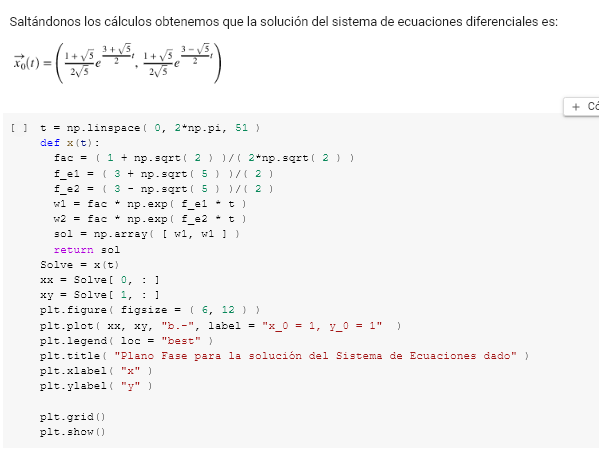 Saltándonos los cálculos obtenemos que la solución del sistema de ecuaciones diferenciales es:
$\vec{x_0}(t) = \left( \frac{1+\sqrt{5}}{2\sqrt{5}} e^{\frac{3+\sqrt{5}}{2}t}, \frac{1+\sqrt{5}}{2\sqrt{5}} e^{\frac{3-\sqrt{5}}{2}t} \right)$
+ Có
[ ] t = np.linspace( 0, 2*np.pi, 51 )
def x(t):
fac = ( 1 + np.sqrt( 2 ) )/( 2*np.sqrt( 2 ) )
f_e1 = ( 3 + np.sqrt( 5 ) )/( 2 )
f_e2 = ( 3 - np.sqrt( 5 ) )/( 2 )
w1 = fac * np.exp( f_e1 * t )
w2 = fac * np.exp( f_e2 * t )
sol = np.array( [ w1, w1 ] )
return sol
Solve = x(t)
xx = Solve[ 0, : ]
xy = Solve[ 1, : ]
plt.figure( figsize = ( 6, 12 ) )
plt.plot( xx, xy, "b.-", label = "x_0 = 1, y_0 = 1" )
plt.legend( loc = "best" )
plt.title( "Plano Fase para la solución del Sistema de Ecuaciones dado" )
plt.xlabel( "x" )
plt.ylabel( "y" )
plt.grid()
plt.show()